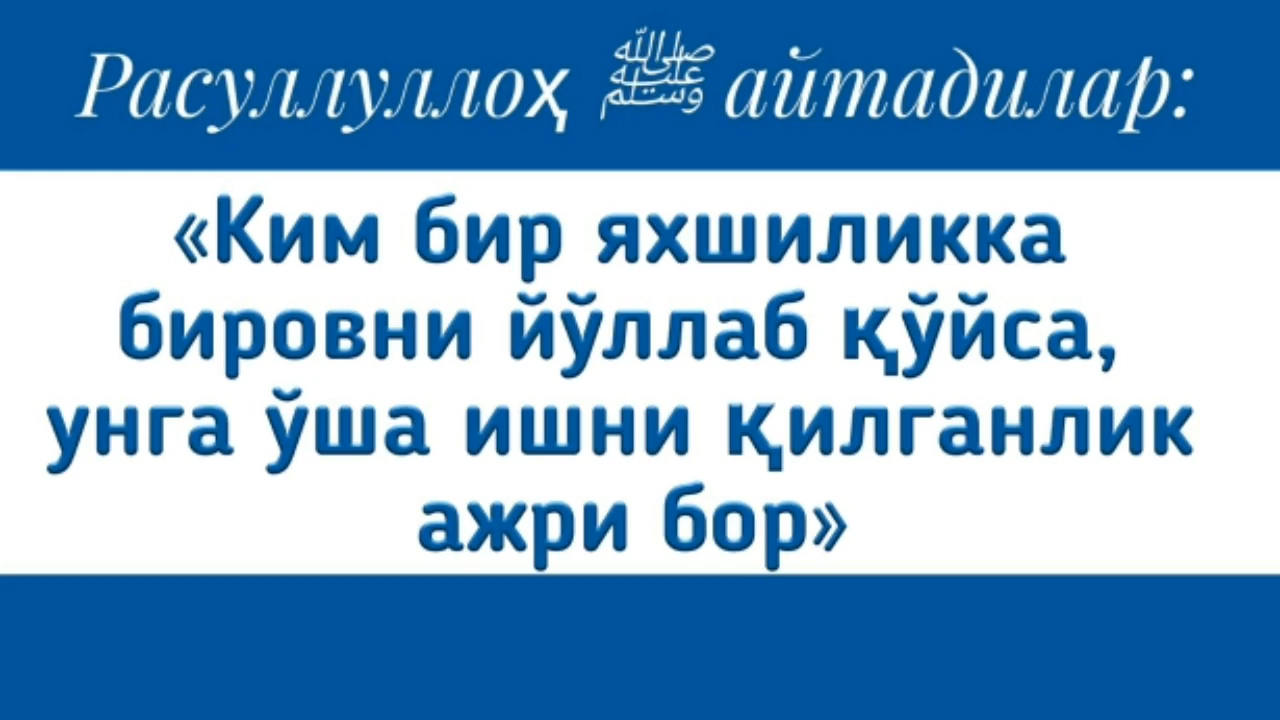 Расуллуллоҳ ﷺ айтадилар:
«Ким бир яхшиликка
бировни йўллаб қўйса,
унга ўша ишни қилганлик
ажри бор»